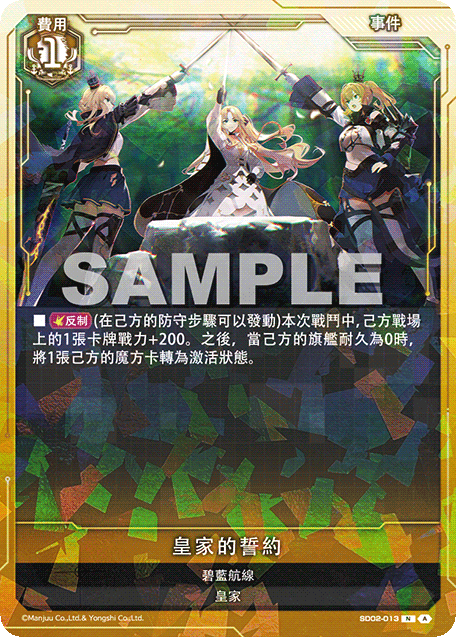 費用
1
事件
SAMPLE
■ 反制 (在己方的防守步驟可以發動)本次戰鬥中,己方戰場
上的1張卡牌戰力+200。之後，當己方的旗艦耐久為0時，
將1張己方的魔方卡轉為激活狀態。
皇家的誓約
碧藍航線
皇家
©Manjuu Co.,Ltd.& Yongshi Co.,Ltd.
SD02-013 N A